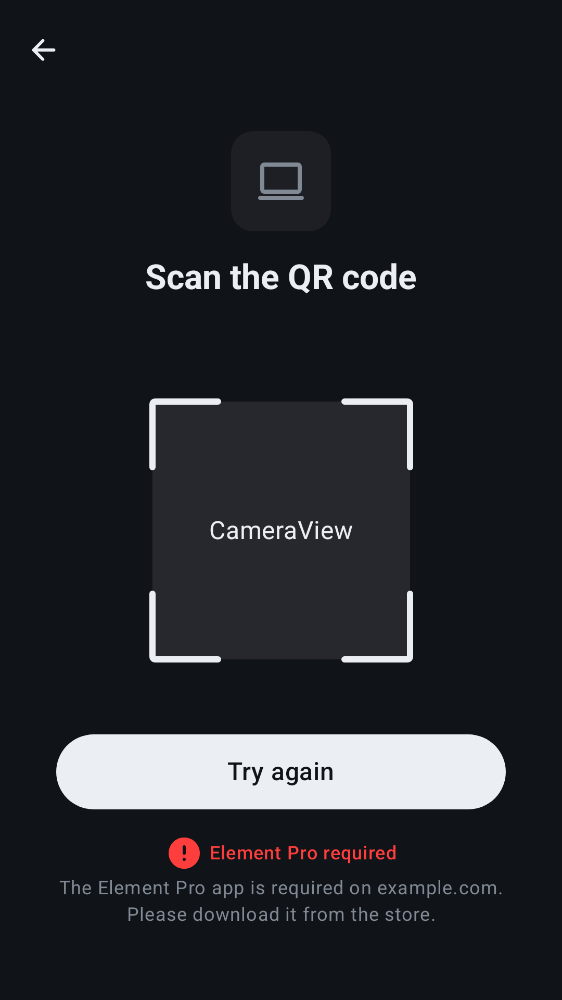 Scan the QR code
CameraView
Try again
Element Pro required
The Element Pro app is required on example.com.
Please download it from the store.